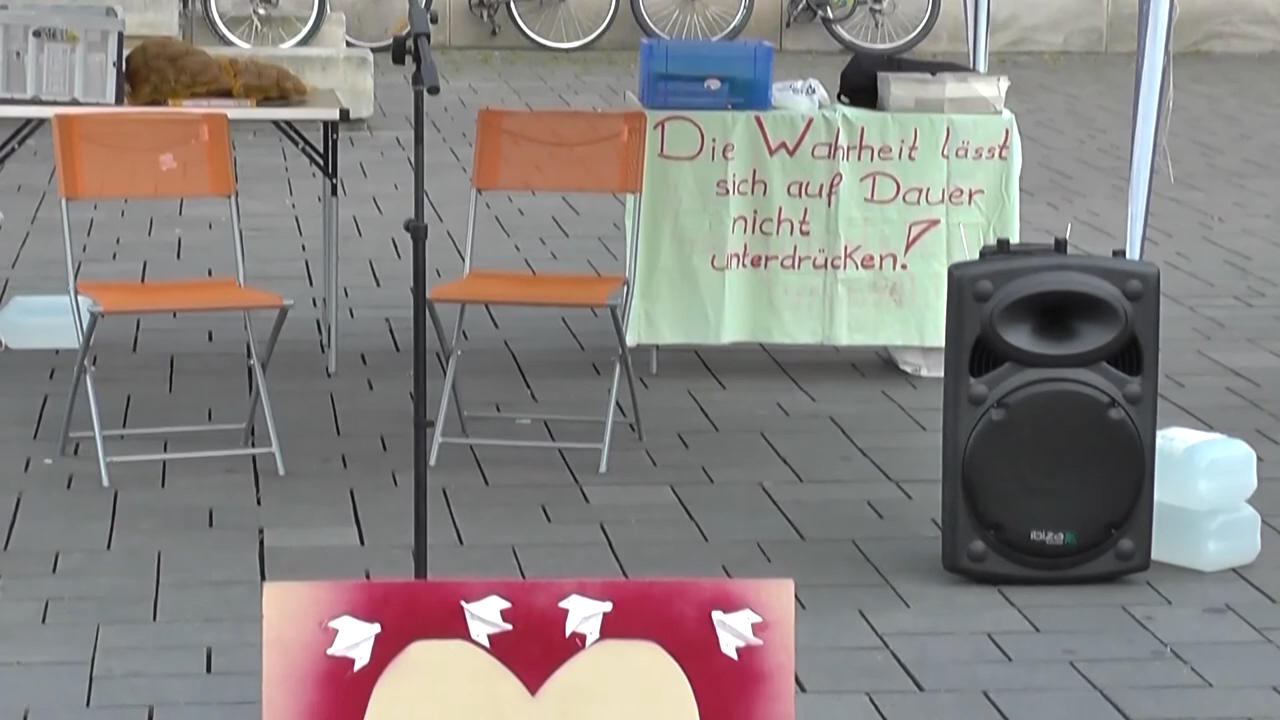 Die Wahrheit lässt
sich auf Dauer
nicht
unterdrücken!
ibiza